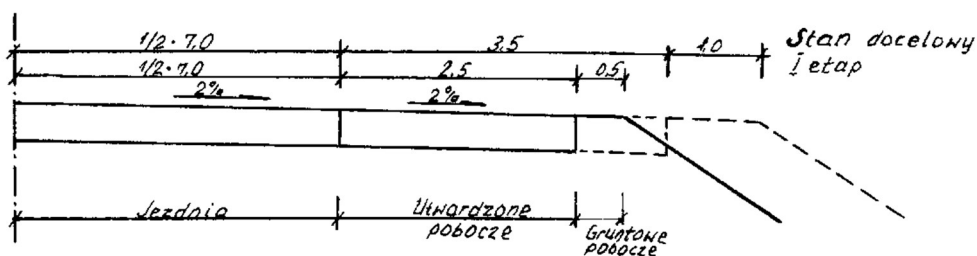 1/2·7,0 3,5 1,0 Stan docelowy
1/2·7,0 2,5 0,5 I etap
2% 2%
Jezdnia Utwardzone pobocze Gruntowe pobocze